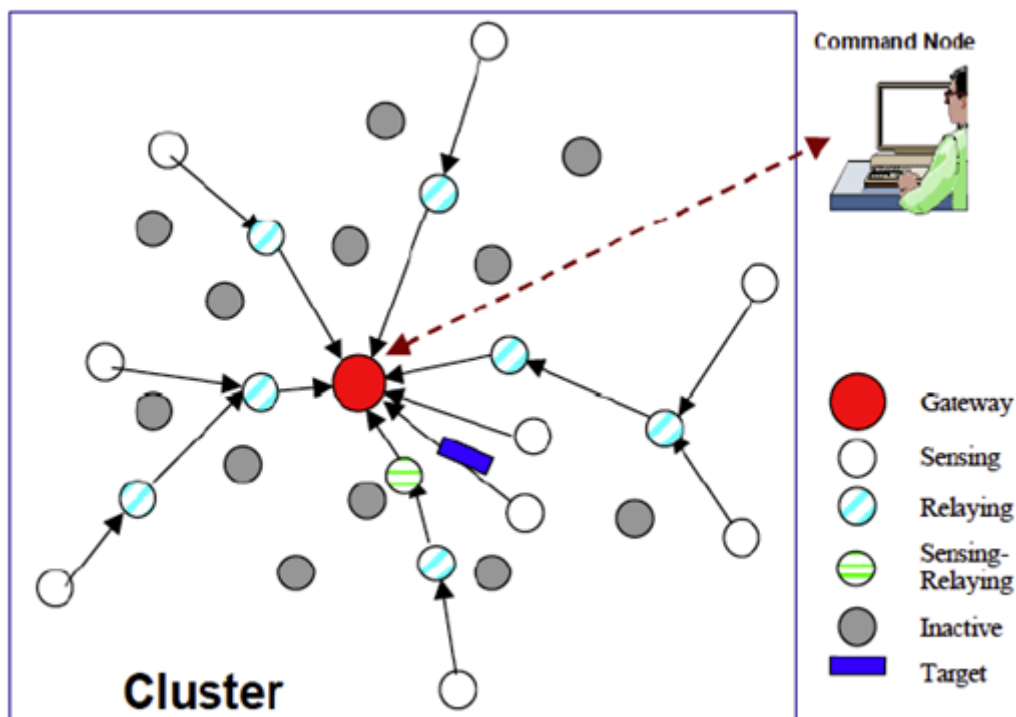 Command Node
Gateway
Sensing
Relaying
Sensing-
Relaying
Inactive
Target
Cluster